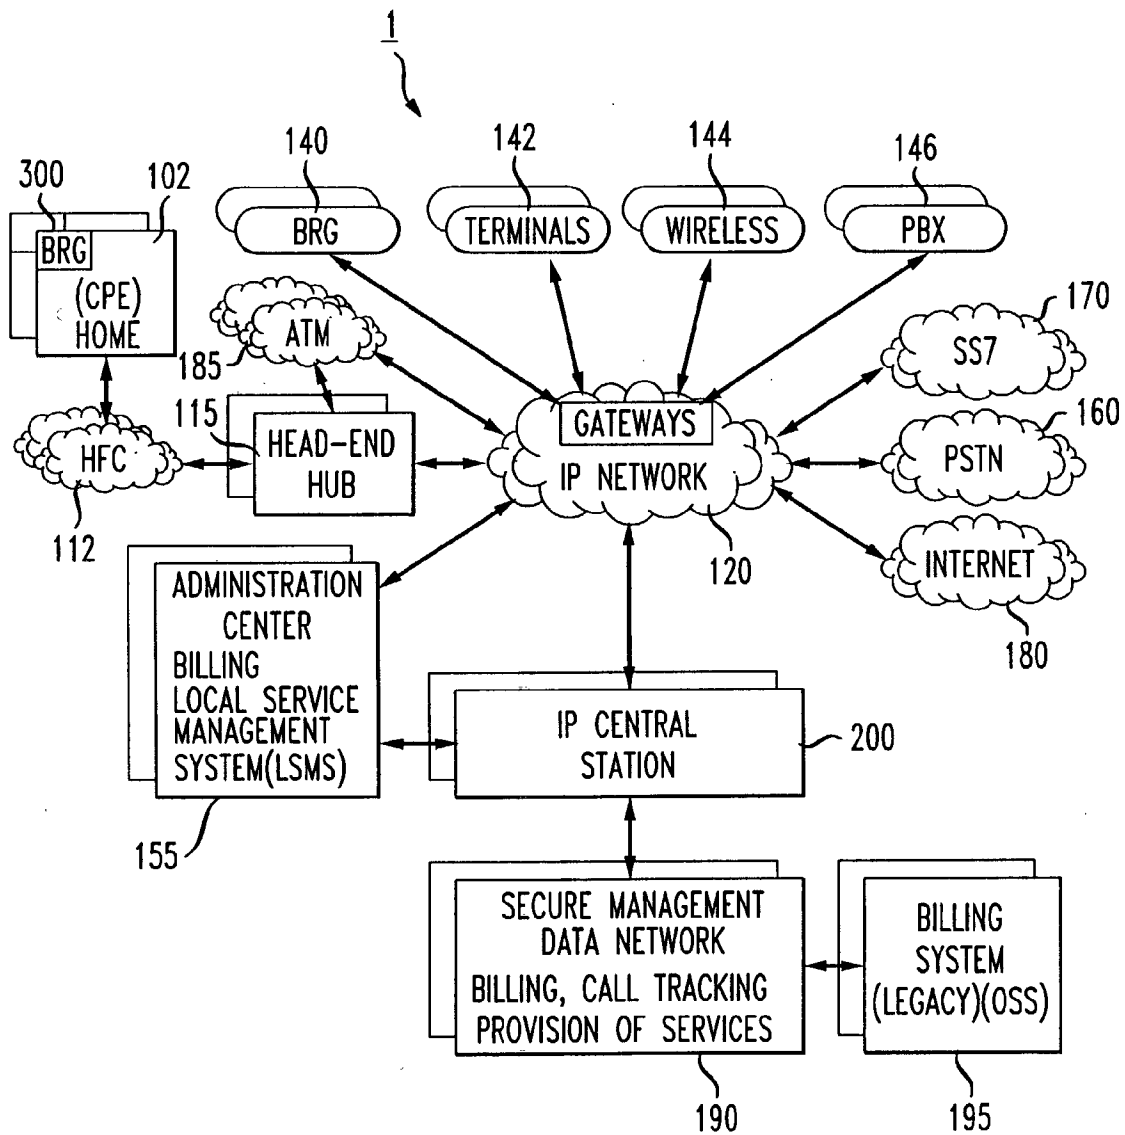 1
140
142
144
146
300
102
BRG
TERMINALS
WIRELESS
PBX
BRG
(CPE)
HOME
ATM
185
170
SS7
115
GATEWAYS
160
HEAD-END
HUB
HFC
IP NETWORK
PSTN
112
120
INTERNET
180
ADMINISTRATION
CENTER
BILLING
LOCAL SERVICE
MANAGEMENT
SYSTEM(LSMS)
155
IP CENTRAL
STATION
200
SECURE MANAGEMENT
DATA NETWORK
BILLING, CALL TRACKING
PROVISION OF SERVICES
190
BILLING
SYSTEM
(LEGACY)(OSS)
195